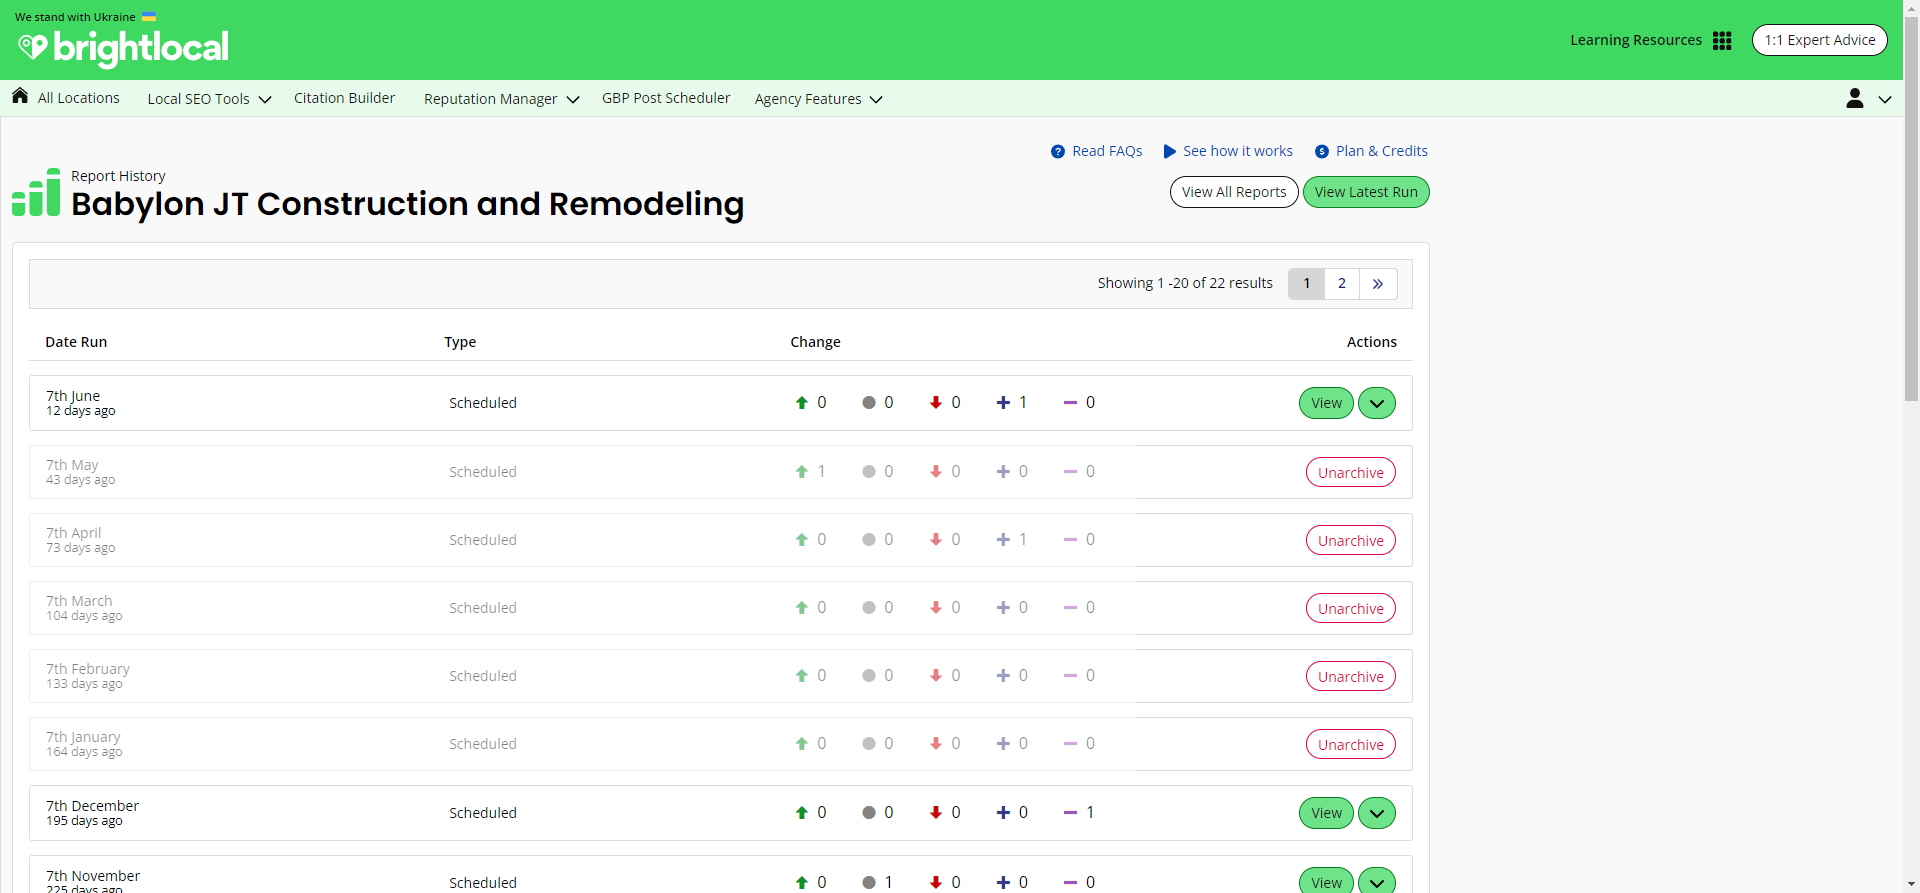 We stand with Ukraine
brightlocal
Learning Resources
1:1 Expert Advice
All Locations
Local SEO Tools
Citation Builder
Reputation Manager
GBP Post Scheduler
Agency Features
Read FAQs
See how it works
Plan & Credits
Report History
Babylon JT Construction and Remodeling
View All Reports
View Latest Run
Showing 1 -20 of 22 results
1
2
»
Date Run Type Change Actions
7th June
12 days ago
Scheduled 0 0 0 1 0 View
7th May
43 days ago
Scheduled 1 0 0 0 0 Unarchive
7th April
73 days ago
Scheduled 0 0 0 1 0 Unarchive
7th March
104 days ago
Scheduled 0 0 0 0 0 Unarchive
7th February
133 days ago
Scheduled 0 0 0 0 0 Unarchive
7th January
164 days ago
Scheduled 0 0 0 0 0 Unarchive
7th December
195 days ago
Scheduled 0 0 0 0 1 View
7th November
225 days ago
Scheduled 0 1 0 0 0 View